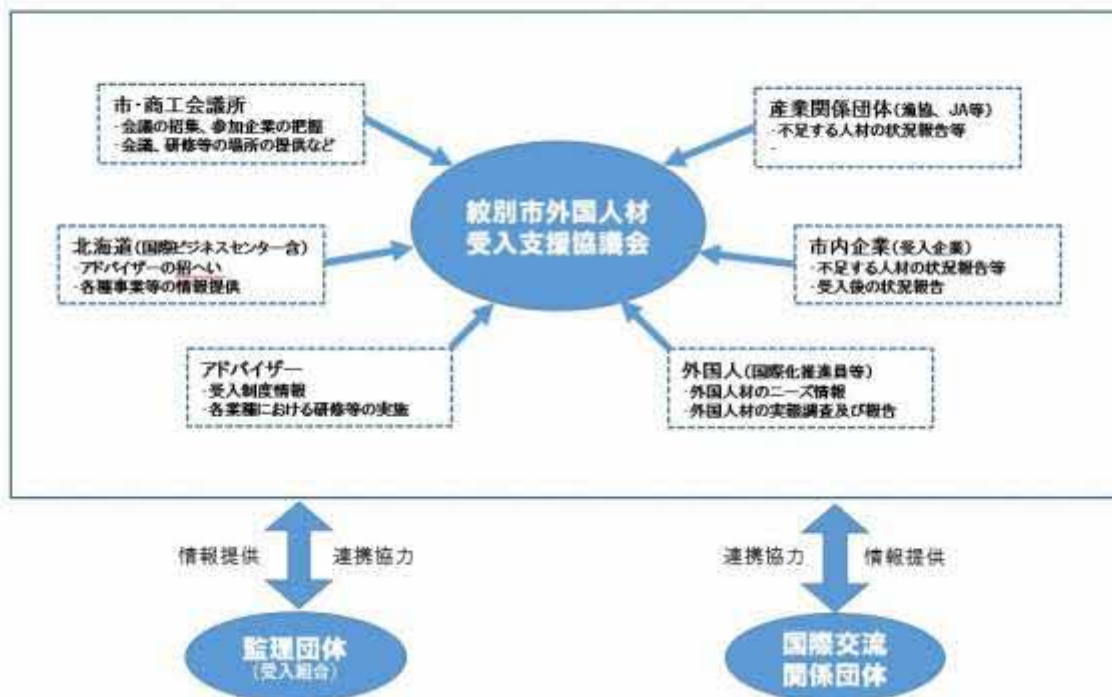 市・商工会議所
・会議の招集、参加企業の把握
・会議、研修等の場所の提供など
産業関係団体(漁協、JA等)
・不足する人材の状況報告等
・
紋別市外国人材
受入支援協議会
北海道(国際ビジネスセンター含)
・アドバイザーの招へい
・各種事業等の情報提供
市内企業(受入企業)
・不足する人材の状況報告等
・受入後の状況報告
アドバイザー
・受入制度情報
・各業種における研修等の実施
外国人(国際化推進員等)
・外国人材のニーズ情報
・外国人材の実態調査及び報告
情報提供
連携協力
連携協力
情報提供
監理団体
(受入組合)
国際交流
関係団体